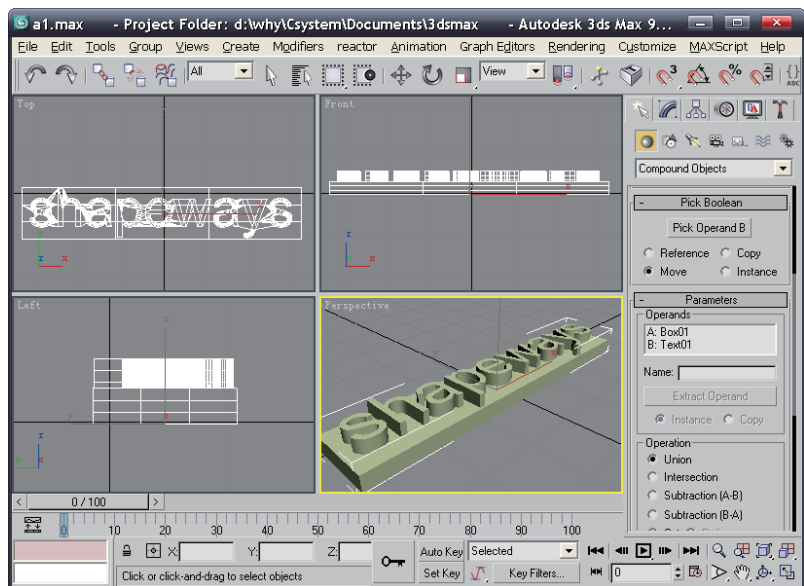 a1.max - Project Folder: d:\why\Csystem\Documents\3dsmax - Autodesk 3ds Max 9...
File Edit Tools Group Views Create Modifiers reactor Animation Graph Editors Rendering Customize MAXScript Help
All View 3 % ABC
Top Front
Compound Objects
- Pick Boolean
Pick Operand B
Reference Copy
Move Instance
shapeways
z x z x
Left Perspective
- Parameters
Operands
A: Box01
B: Text01
Name:
Extract Operand
Instance Copy
shapeways
Operation
Union
Intersection
Subtraction (A-B)
Subtraction (B-A)
< 0 / 100 >
0 10 20 30 40 50 60 70 80 90 100
X: Y: Z: Auto Key Selected
Click or click-and-drag to select objects Set Key Key Filters... 0